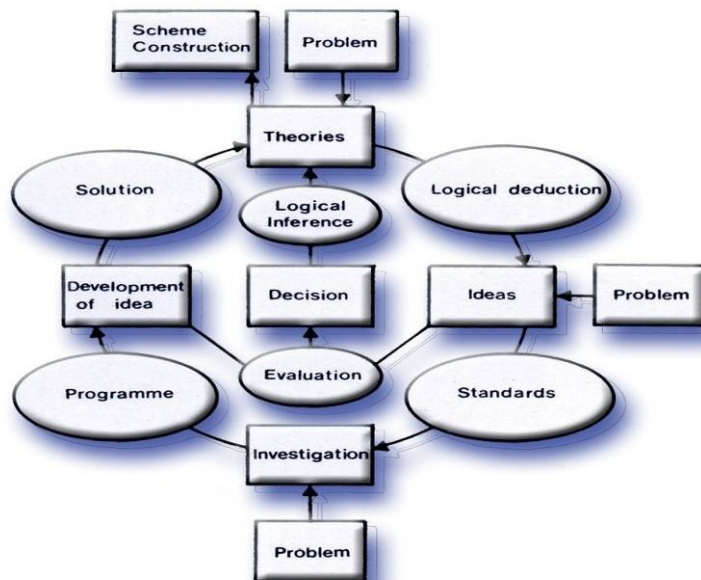 Scheme
Construction
Problem
Theories
Solution
Logical deduction
Logical
Inference
Development
of idea
Decision
Ideas
Problem
Programme
Evaluation
Standards
Investigation
Problem